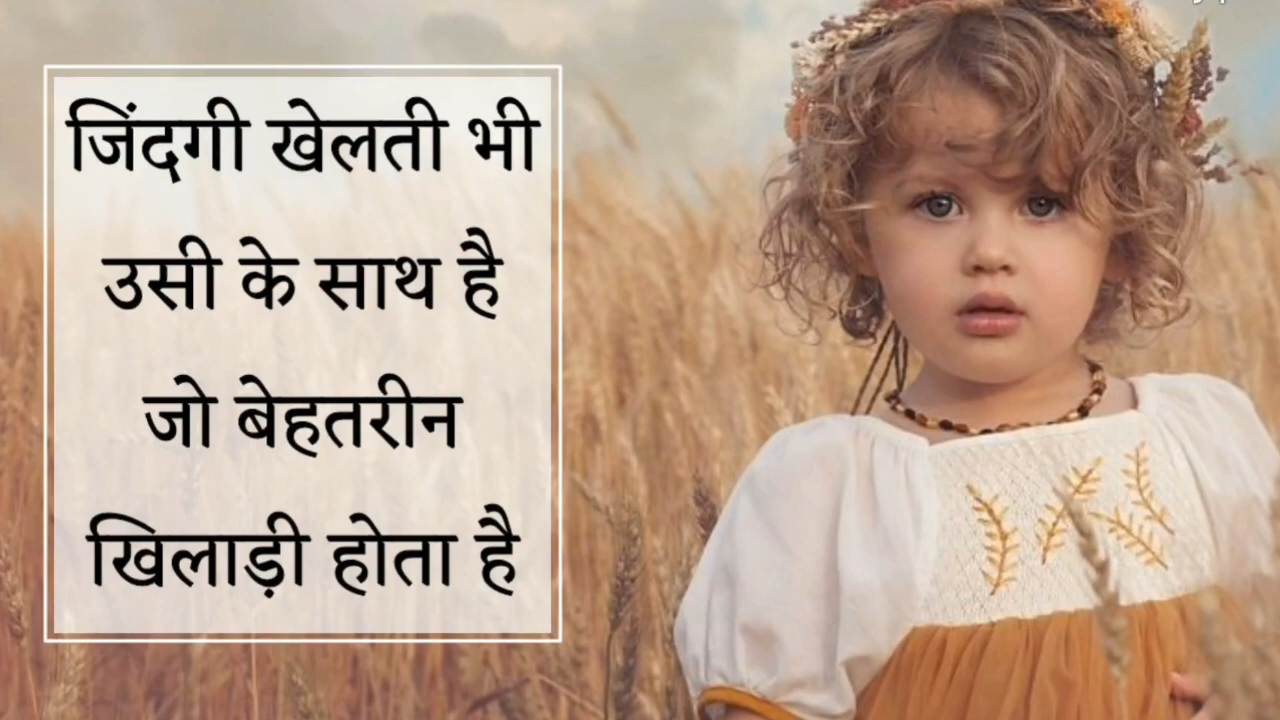 जिंदगी खेलती भी
उसी के साथ है
जो बेहतरीन
खिलाड़ी होता है